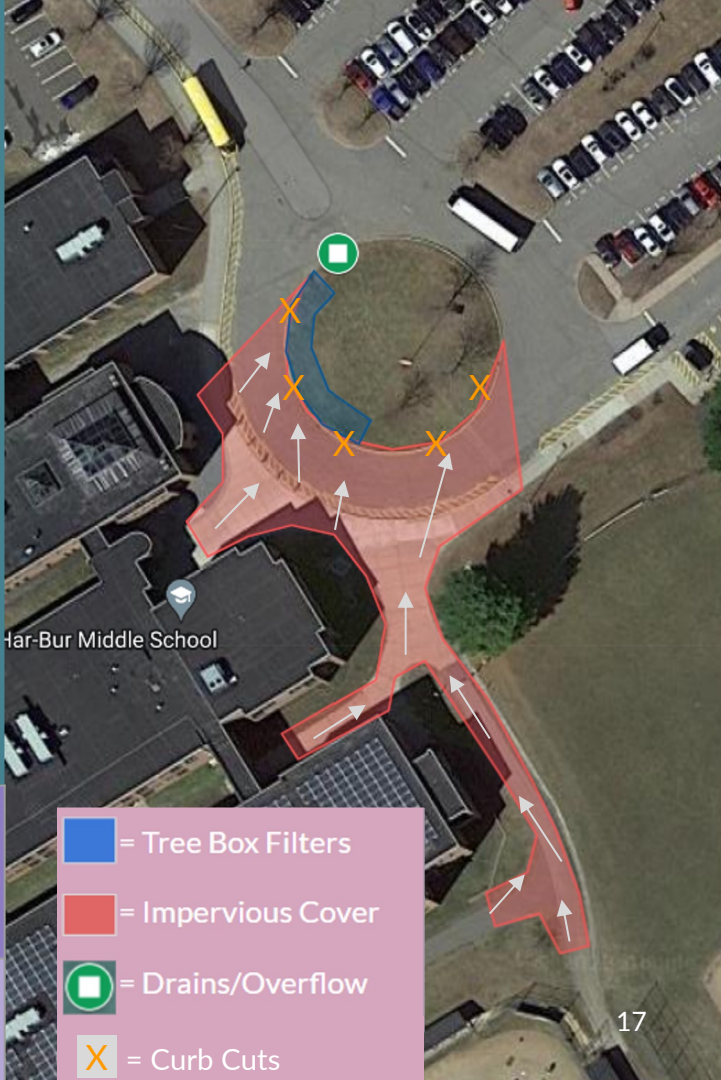 Har-Bur Middle School
= Tree Box Filters
= Impervious Cover
= Drains/Overflow
X = Curb Cuts
17
X
X
X
X
X